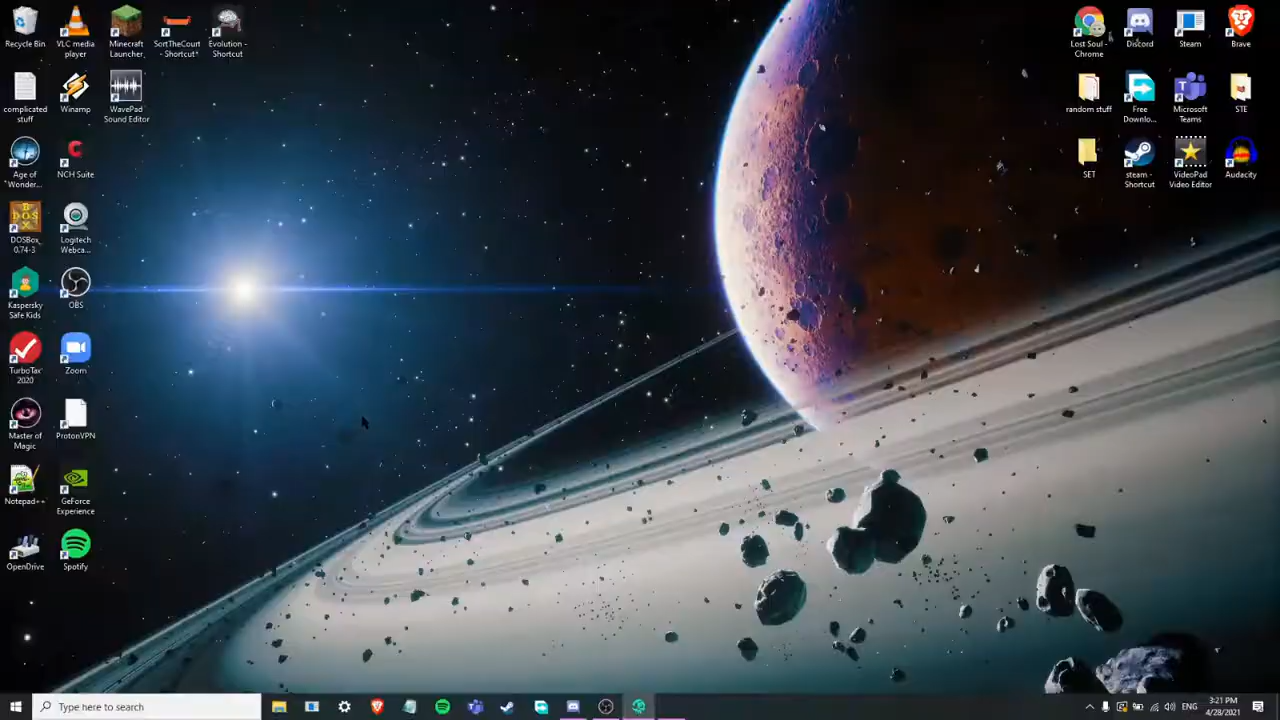 Recycle Bin
VLC media
player
Minecraft
Launcher
SortTheCourt
- Shortcut
Evolution -
Shortcut
Lost Soul -
Chrome
Discord
Steam
Brave
complicated
stuff
Winamp
WavePad
Sound Editor
random stuff
Free
Downlo...
Microsoft
Teams
STE
Age of
Wonder...
NCH Suite
SET
steam -
Shortcut
VideoPad
Video Editor
Audacity
DOSBox
0.74-3
Logitech
Webca...
Kaspersky
Safe Kids
OBS
TurboTax
2020
Zoom
Master of
Magic
ProtonVPN
Notepad++
GeForce
Experience
OpenDrive
Spotify
Type here to search
ENG
3:21 PM
4/28/2021